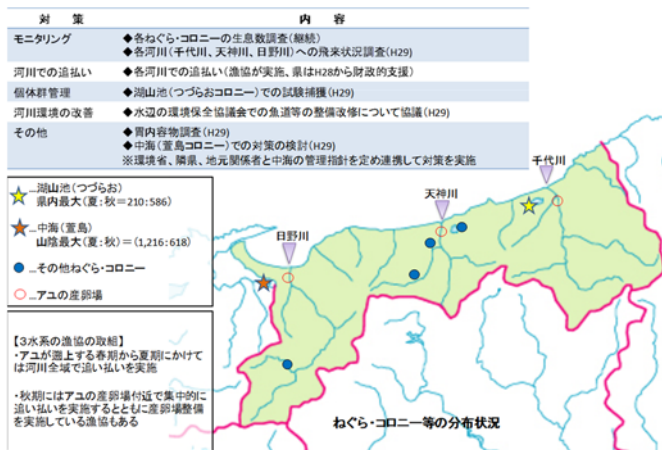 対　策　内　容
モニタリング　◆各ねぐら・コロニーの生息数調査(継続)
◆各河川(千代川、天神川、日野川)への飛来状況調査(H29)
河川での追払い　◆各河川での追払い(漁協が実施、県はH28から財政的支援)
個体群管理　◆湖山池(つづらおコロニー)での試験捕獲(H29)
河川環境の改善　◆水辺の環境保全協議会での魚道等の整備改修について協議(H29)
その他　◆胃内容物調査(H29)
◆中海(萱島コロニー)での対策の検討(H29)
※環境省、隣県、地元関係者と中海の管理指針を定め連携して対策を実施
…湖山池(つづらお)
県内最大(夏:秋=210:586)
…中海(萱島)
山陰最大(夏:秋)=(1,216:618)
…その他ねぐら・コロニー
…アユの産卵場
千代川
天神川
日野川
【3水系の漁協の取組】
・アユが遡上する春期から夏期にかけて
は河川全域で追い払いを実施
・秋期にはアユの産卵場付近で集中的に
追い払いを実施するとともに産卵場整備
を実施している漁協もある
ねぐら・コロニー等の分布状況